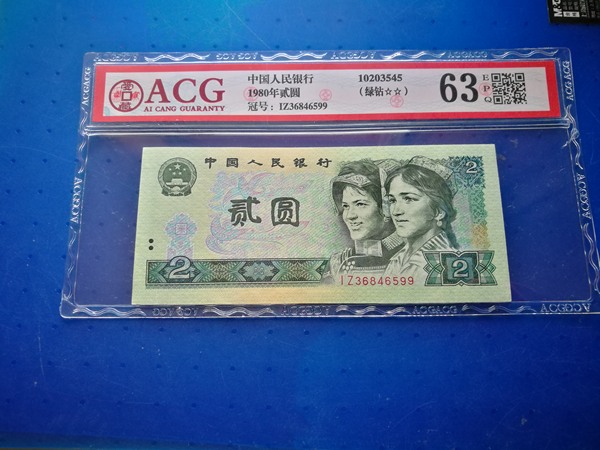 ACG
AI CANG GUARANTY
中国人民银行
1980年贰圆
冠号: IZ36846599
10203545
(绿钻☆☆)
63 EPQ
中国人民银行
贰圆
2
2
2
IZ36846599